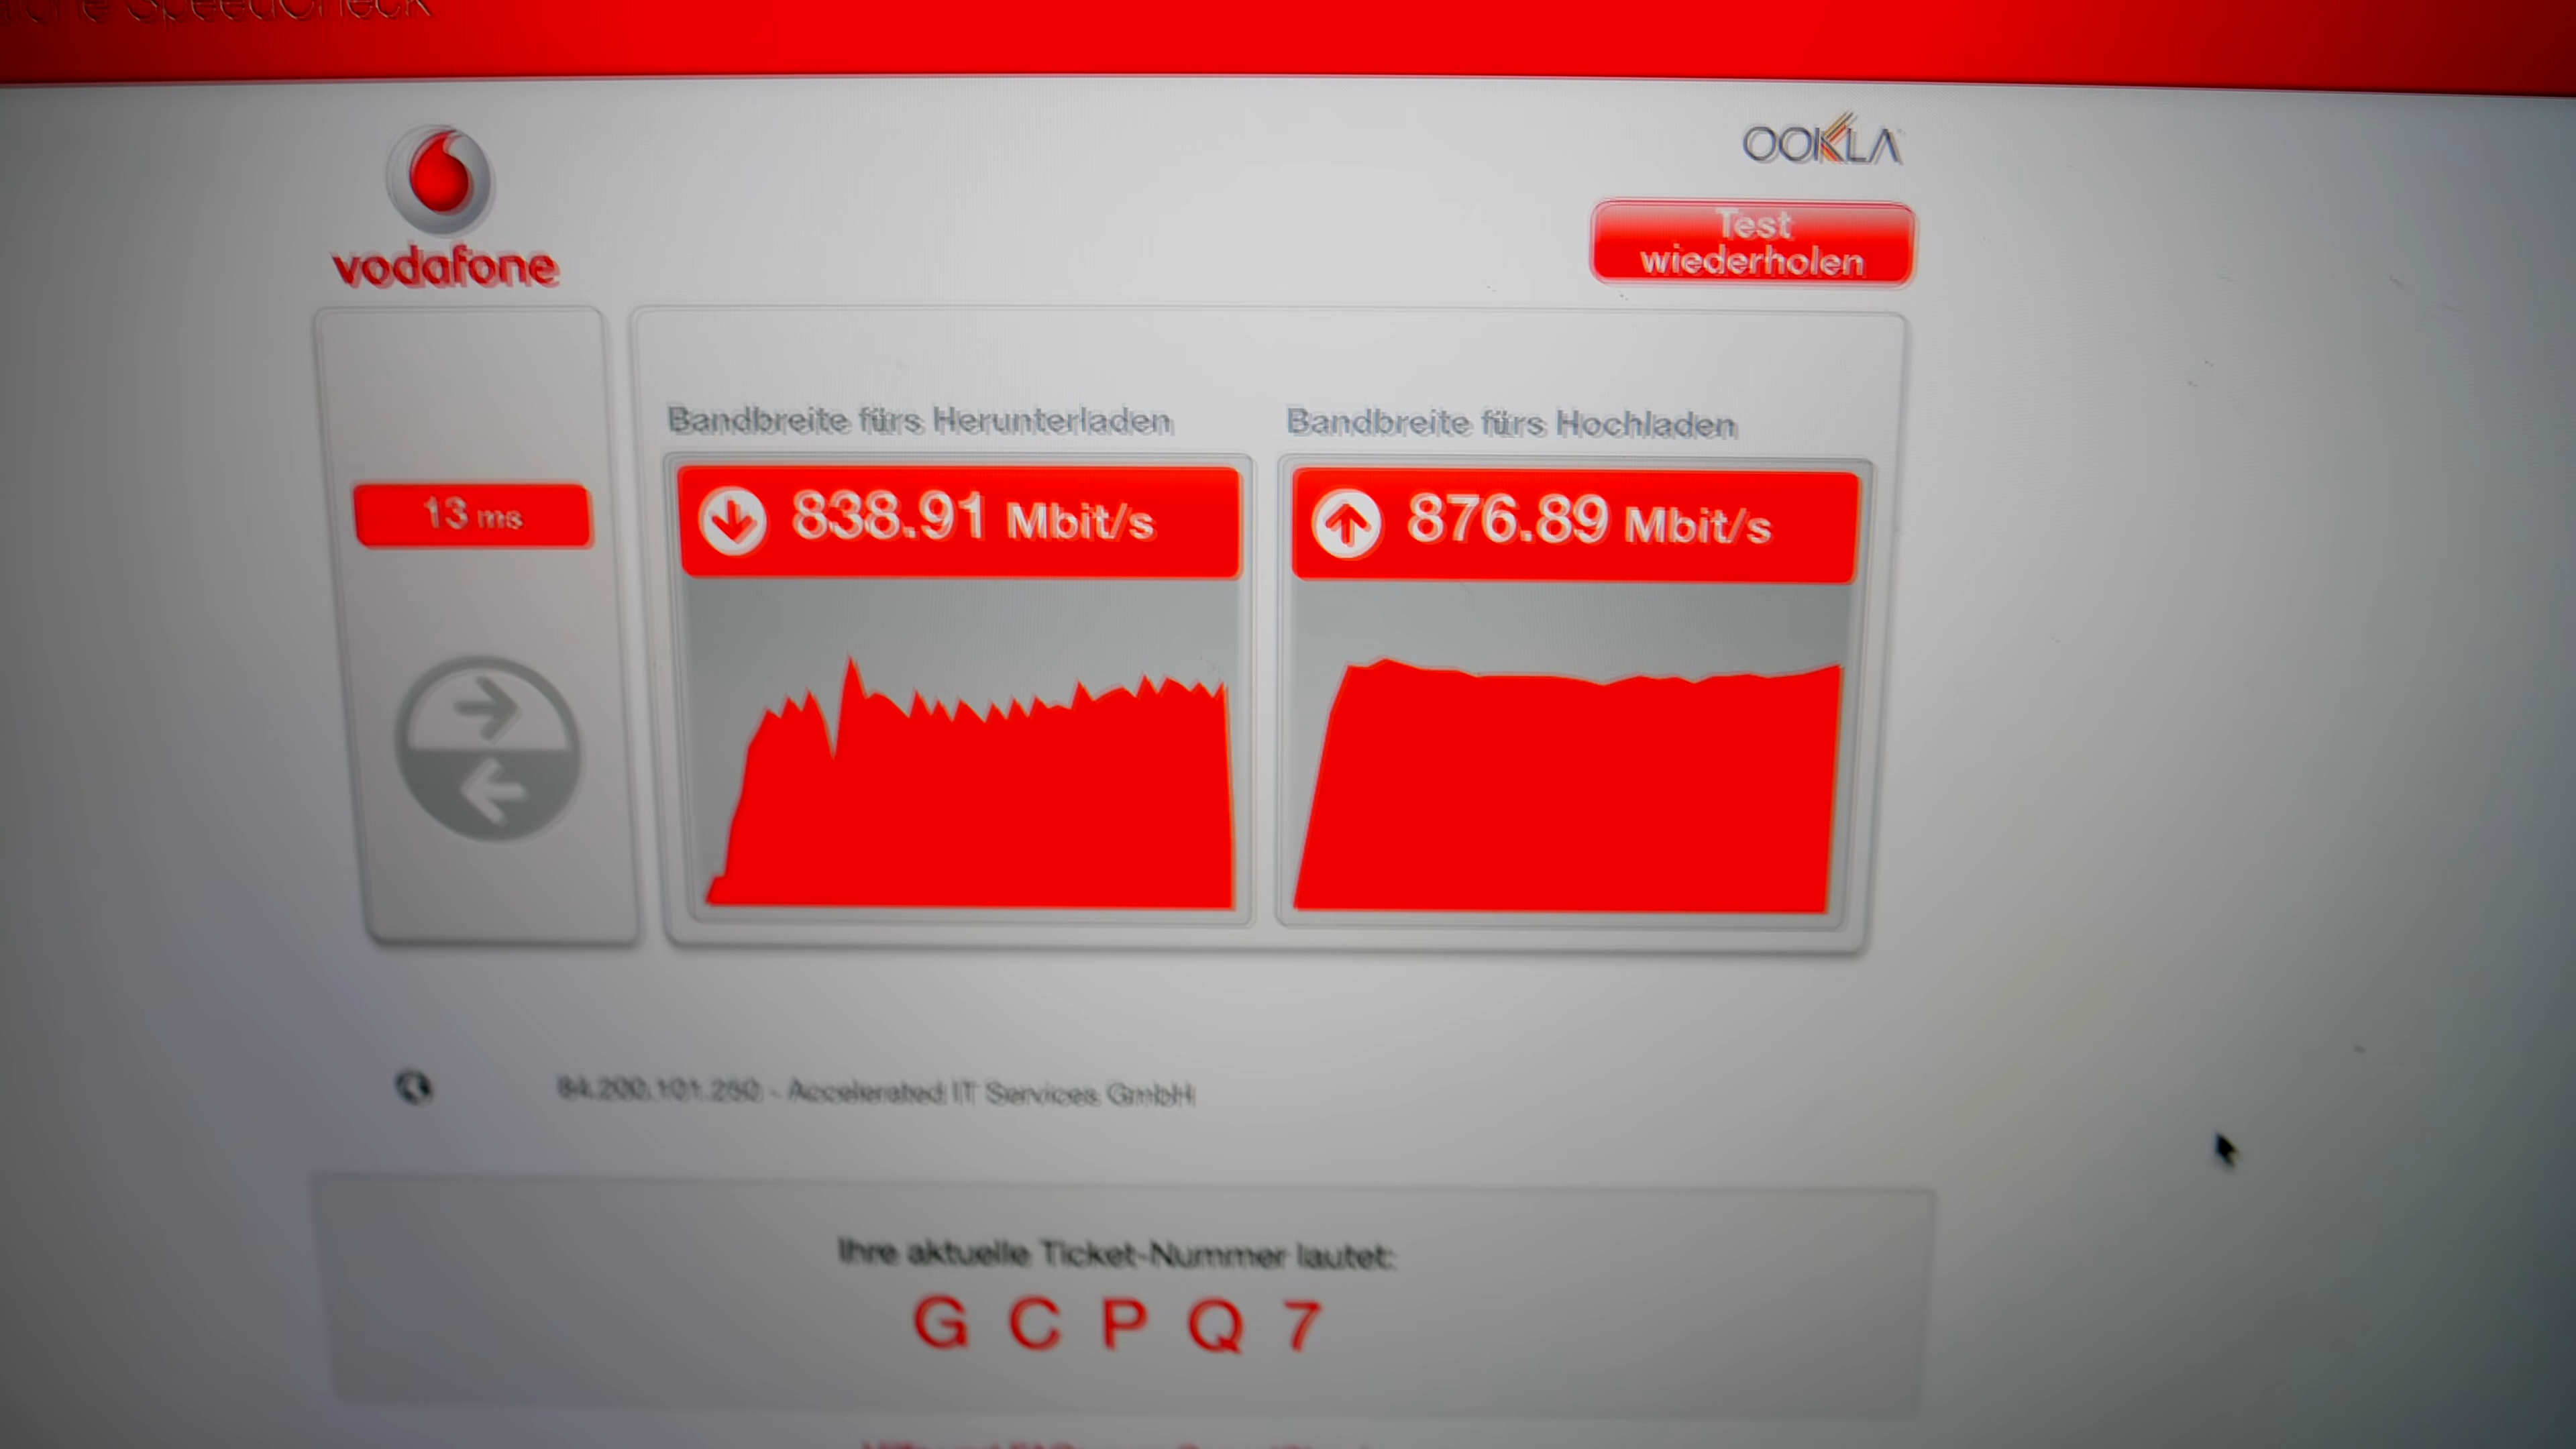 SpeedCheck
OOKLA
vodafone
Test
wiederholen
Bandbreite fürs Herunterladen
Bandbreite fürs Hochladen
13 ms
838.91 Mbit/s
876.89 Mbit/s
- Accelerated IT Services GmbH
Ihre aktuelle Ticket-Nummer lautet:
G C P Q 7